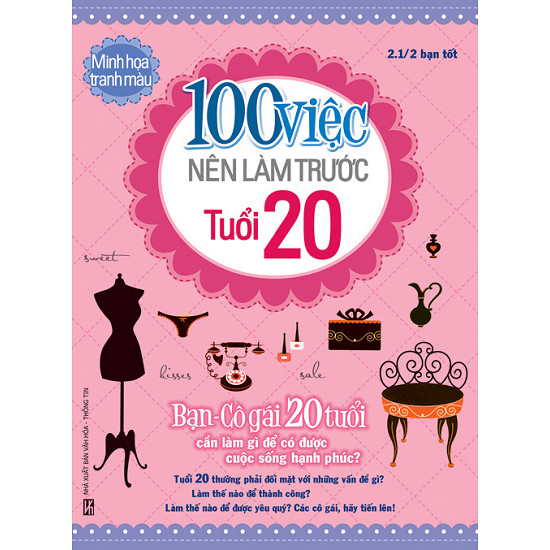 2.1/2 bạn tốt
Minh họa
tranh màu
100 việc
NÊN LÀM TRƯỚC
Tuổi 20
sweet
kisses
sale
Bạn-Cô gái 20 tuổi
cần làm gì để có được
cuộc sống hạnh phúc?
Tuổi 20 thường phải đối mặt với những vấn đề gì?
Làm thế nào để thành công?
Làm thế nào để được yêu quý? Các cô gái, hãy tiến lên!
NHÀ XUẤT BẢN VĂN HÓA - THÔNG TIN